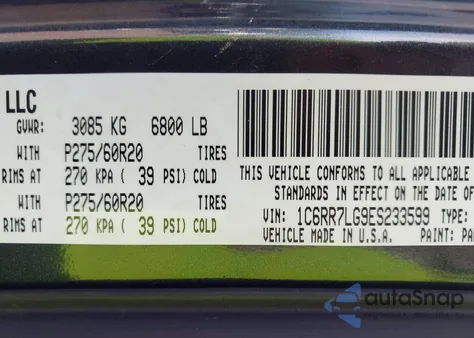 LLC
GVWR: 3085 KG 6800 LB
WITH P275/60R20 TIRES
RIMS AT 270 KPA ( 39 PSI) COLD
WITH P275/60R20 TIRES
RIMS AT 270 KPA ( 39 PSI) COLD
THIS VEHICLE CONFORMS TO ALL APPLICABLE
STANDARDS IN EFFECT ON THE DATE OF
VIN: 1C6RR7LG9ES233599 TYPE:
VEHICLE MADE IN U.S.A. PAINT: PA
autoSnap